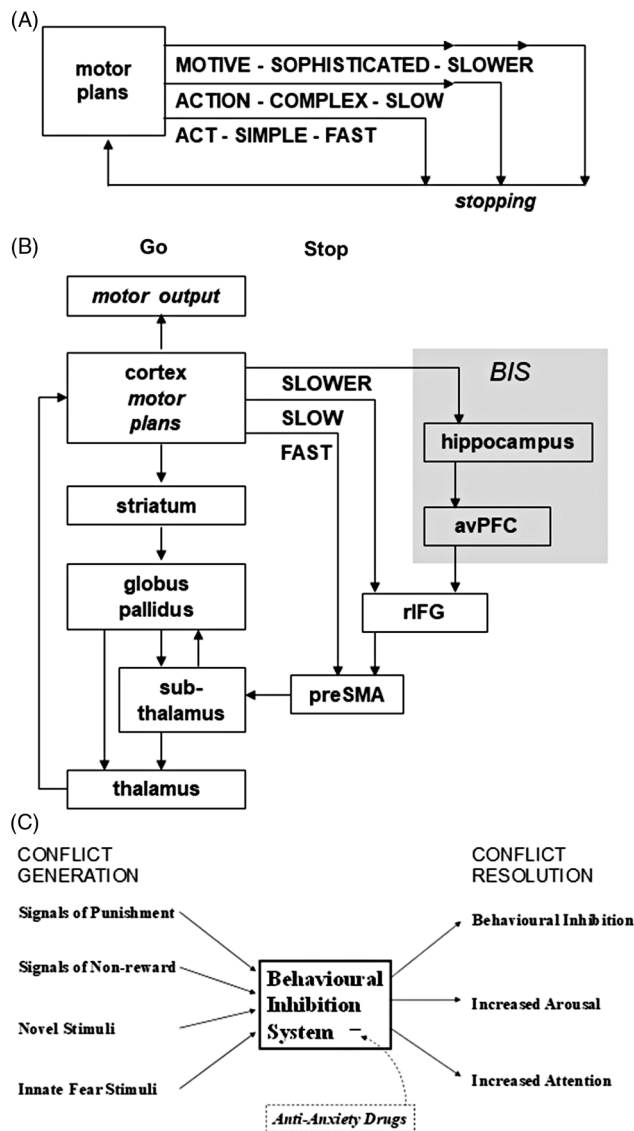 (A)
motor
plans
MOTIVE - SOPHISTICATED - SLOWER
ACTION - COMPLEX - SLOW
ACT - SIMPLE - FAST
stopping
(B)
Go
Stop
motor output
cortex
motor
plans
SLOWER
SLOW
FAST
BIS
hippocampus
striatum
avPFC
globus
pallidus
rIFG
sub-
thalamus
preSMA
thalamus
(C)
CONFLICT
GENERATION
CONFLICT
RESOLUTION
Signals of Punishment
Signals of Non-reward
Novel Stimuli
Innate Fear Stimuli
Behavioural
Inhibition
System –
Behavioural Inhibition
Increased Arousal
Increased Attention
Anti-Anxiety Drugs